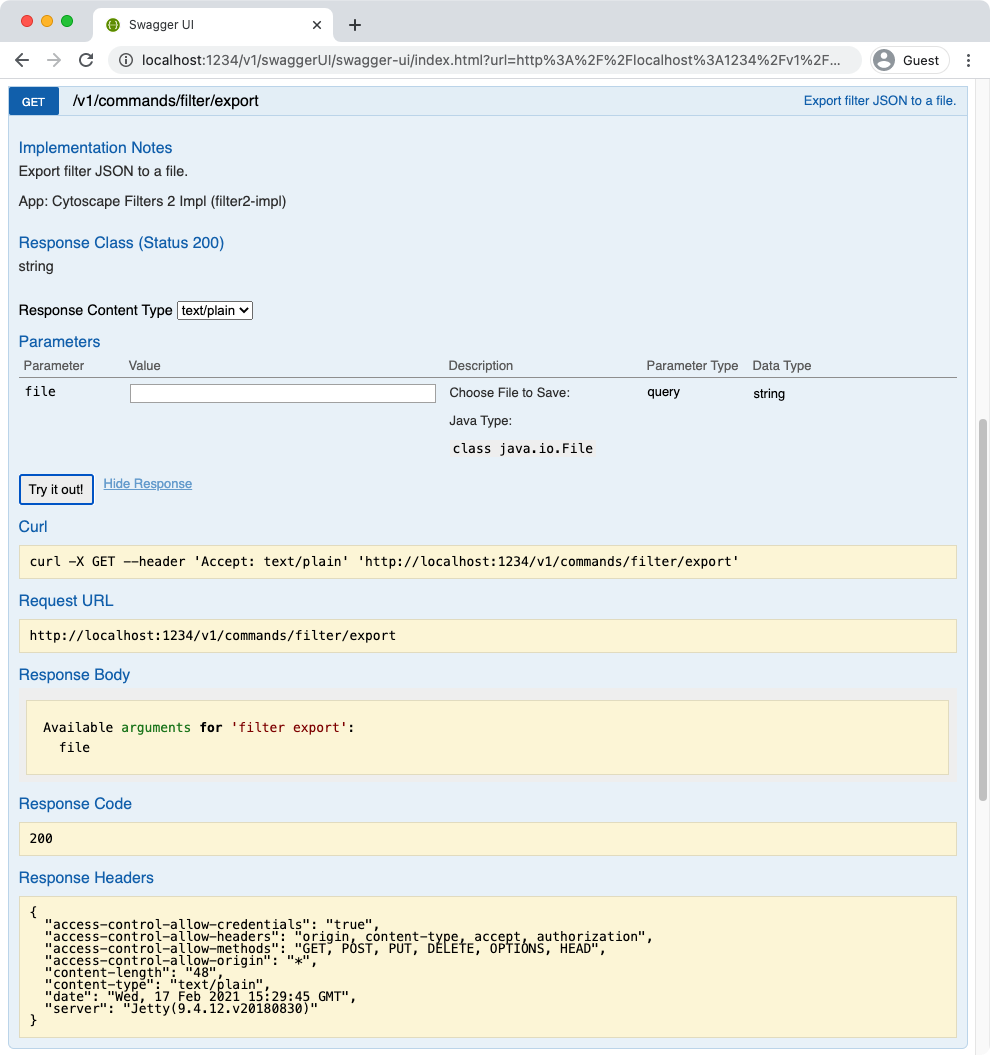 Swagger UI
localhost:1234/v1/swaggerUI/swagger-ui/index.html?url=http%3A%2F%2Flocalhost%3A1234%2Fv1%2F...
Guest
GET /v1/commands/filter/export Export filter JSON to a file.
Implementation Notes
Export filter JSON to a file.
App: Cytoscape Filters 2 Impl (filter2-impl)
Response Class (Status 200)
string
Response Content Type text/plain
Parameters
Parameter Value Description Parameter Type Data Type
file Choose File to Save: query string
Java Type:
class java.io.File
Try it out! Hide Response
Curl
curl -X GET --header 'Accept: text/plain' 'http://localhost:1234/v1/commands/filter/export'
Request URL
http://localhost:1234/v1/commands/filter/export
Response Body
Available arguments for 'filter export':
file
Response Code
200
Response Headers
{
"access-control-allow-credentials": "true",
"access-control-allow-headers": "origin, content-type, accept, authorization",
"access-control-allow-methods": "GET, POST, PUT, DELETE, OPTIONS, HEAD",
"access-control-allow-origin": "*",
"content-length": "48",
"content-type": "text/plain",
"date": "Wed, 17 Feb 2021 15:29:45 GMT",
"server": "Jetty(9.4.12.v20180830)"
}